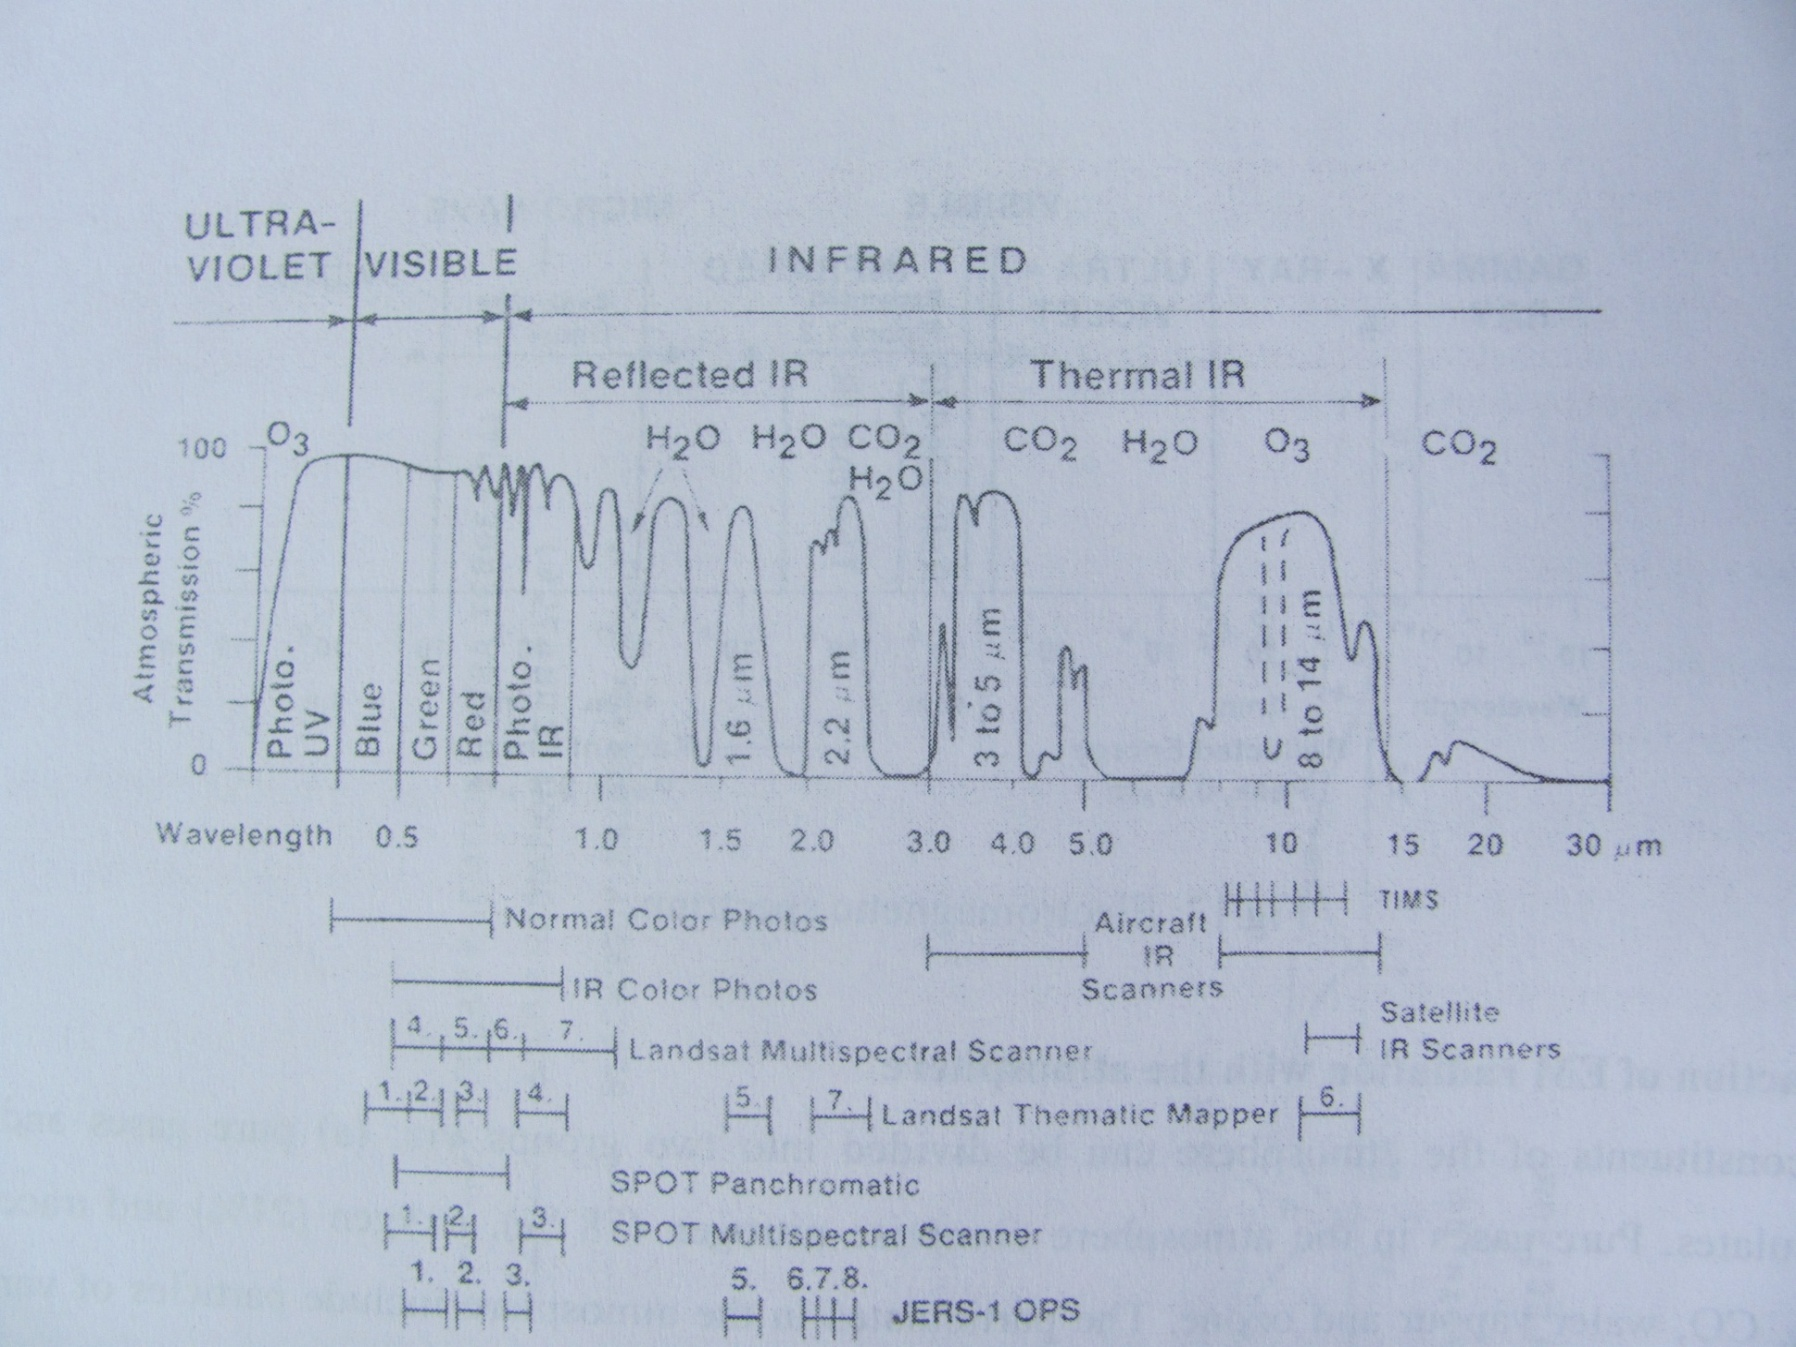 ULTRA-
VIOLET VISIBLE INFRARED
Reflected IR Thermal IR
O3 H2O H2O CO2 CO2 H2O O3 CO2
H2O
100
0
Atmospheric
Transmission %
Photo.
UV
Blue
Green
Red
Photo.
IR
1.6 μm
2.2 μm
3 to 5 μm
8 to 14 μm
Wavelength 0.5 1.0 1.5 2.0 3.0 4.0 5.0 10 15 20 30 μm
TIMS
Normal Color Photos
Aircraft
IR
Scanners
IR Color Photos
Satellite
IR Scanners
4. 5. 6. 7. Landsat Multispectral Scanner
1. 2. 3. 4. 5. 7. Landsat Thematic Mapper 6.
SPOT Panchromatic
1. 2. 3. SPOT Multispectral Scanner
1. 2. 3. 5. 6.7.8. JERS-1 OPS